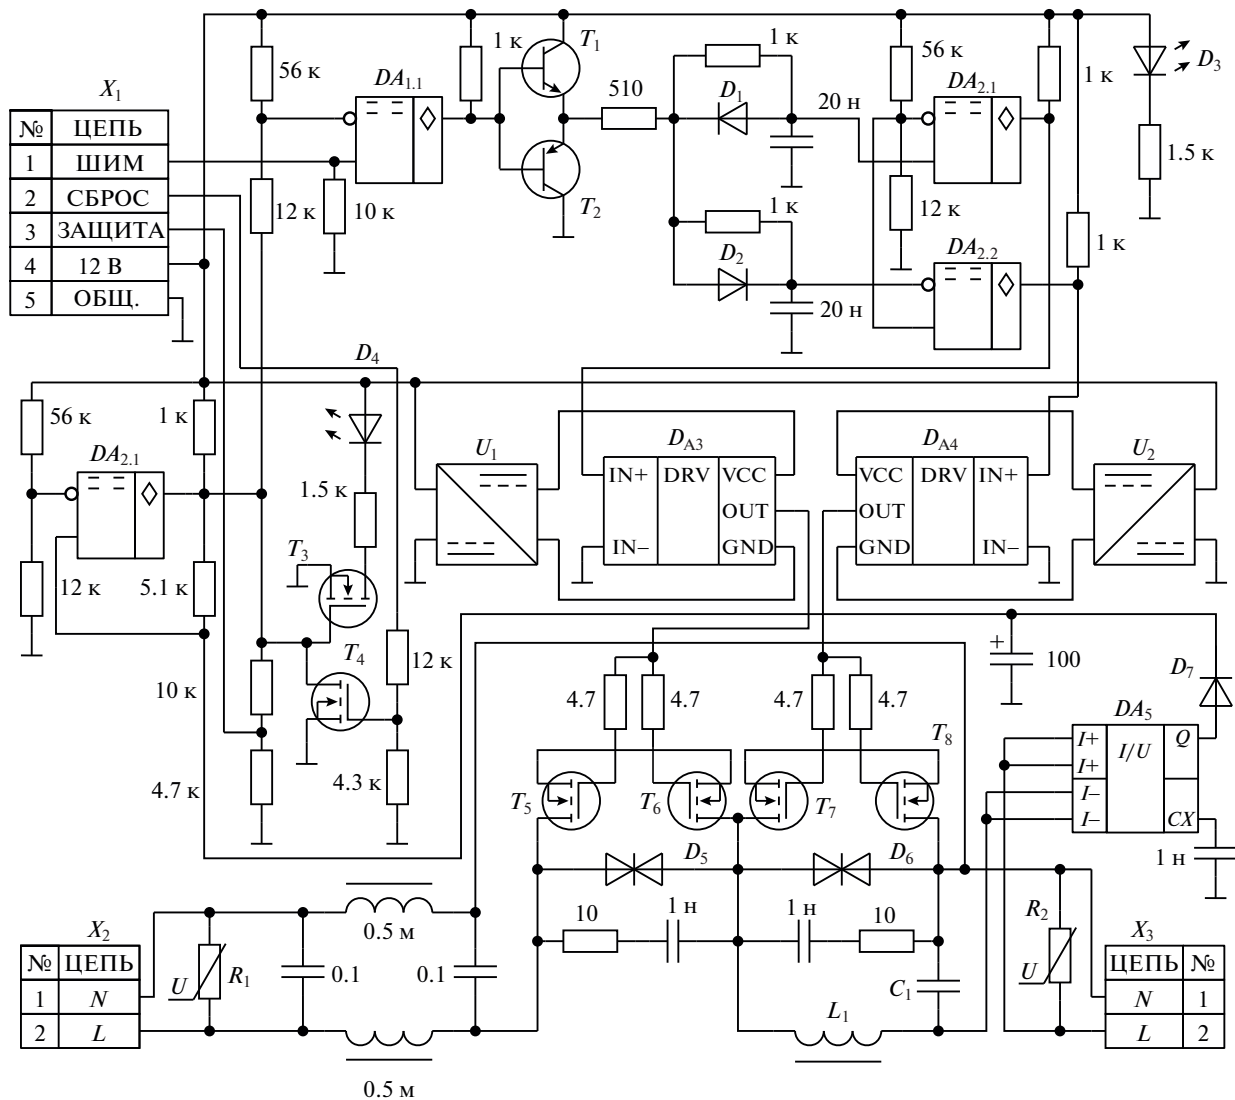 X1
№ ЦЕПЬ
1 ШИМ
2 СБРОС
3 ЗАЩИТА
4 12 В
5 ОБЩ.
56 к
DA1.1
1 к
T1
T2
12 к
10 к
510
1 к
D1
20 н
1 к
D2
20 н
56 к
DA2.1
1 к
D3
1.5 к
12 к
DA2.2
1 к
D4
56 к
1 к
DA2.1
12 к
5.1 к
1.5 к
T3
T4
12 к
10 к
4.7 к
4.3 к
U1
DA3
IN+ DRV VCC
OUT
IN− GND
DA4
VCC DRV IN+
OUT
GND IN−
U2
+
100
D7
DA5
I+ I/U Q
I+
I−
I− CX
1 н
4.7
4.7
4.7
4.7
T8
T5
T6
T7
D5
D6
10
1 н
1 н
10
C1
L1
0.5 м
X2
№ ЦЕПЬ
1 N
2 L
U
R1
0.1
0.1
0.5 м
R2
U
X3
ЦЕПЬ №
N 1
L 2